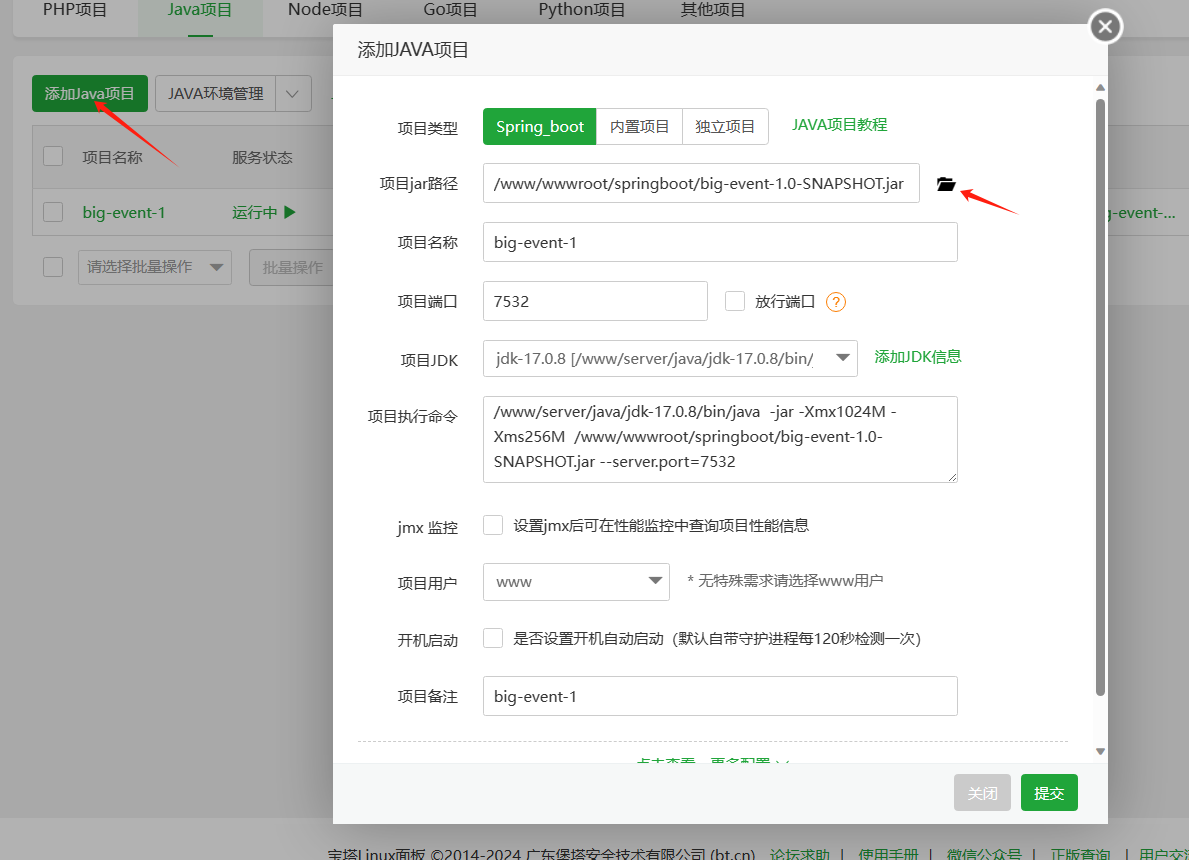 PHP项目 Java项目 Node项目 Go项目 Python项目 其他项目
添加Java项目 JAVA环境管理
项目名称 服务状态
big-event-1 运行中
请选择批量操作 批量操作
g-event-...
添加JAVA项目
项目类型 Spring_boot 内置项目 独立项目 JAVA项目教程
项目jar路径 /www/wwwroot/springboot/big-event-1.0-SNAPSHOT.jar
项目名称 big-event-1
项目端口 7532 放行端口 ?
项目JDK jdk-17.0.8 [/www/server/java/jdk-17.0.8/bin/ 添加JDK信息
项目执行命令 /www/server/java/jdk-17.0.8/bin/java -jar -Xmx1024M -
Xms256M /www/wwwroot/springboot/big-event-1.0-
SNAPSHOT.jar --server.port=7532
jmx 监控 设置jmx后可在性能监控中查询项目性能信息
项目用户 www * 无特殊需求请选择www用户
开机启动 是否设置开机自动启动（默认自带守护进程每120秒检测一次）
项目备注 big-event-1
点击查看 更多配置
关闭 提交
宝塔Linux面板 ©2014-2024 广东堡塔安全技术有限公司 (bt.cn) 论坛求助 | 使用手册 | 微信公众号 | 正版查询 | 用户交流